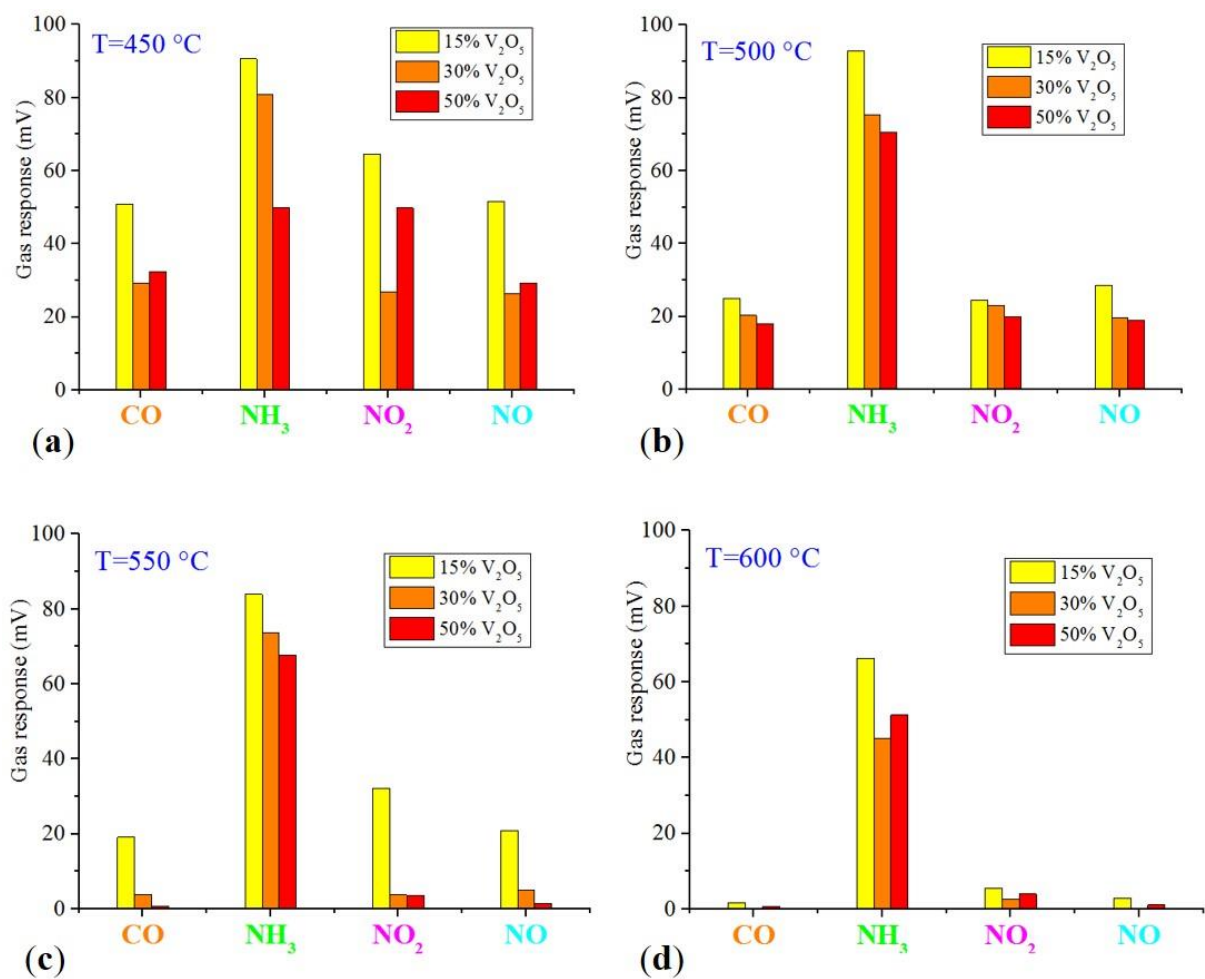 100
80
60
40
20
0
Gas response (mV)
T=450 °C
15% V₂O₅
30% V₂O₅
50% V₂O₅
CO NH₃ NO₂ NO
(a)
100
80
60
40
20
0
Gas response (mV)
T=500 °C
15% V₂O₅
30% V₂O₅
50% V₂O₅
CO NH₃ NO₂ NO
(b)
100
80
60
40
20
0
Gas response (mV)
T=550 °C
15% V₂O₅
30% V₂O₅
50% V₂O₅
CO NH₃ NO₂ NO
(c)
100
80
60
40
20
0
Gas response (mV)
T=600 °C
15% V₂O₅
30% V₂O₅
50% V₂O₅
CO NH₃ NO₂ NO
(d)